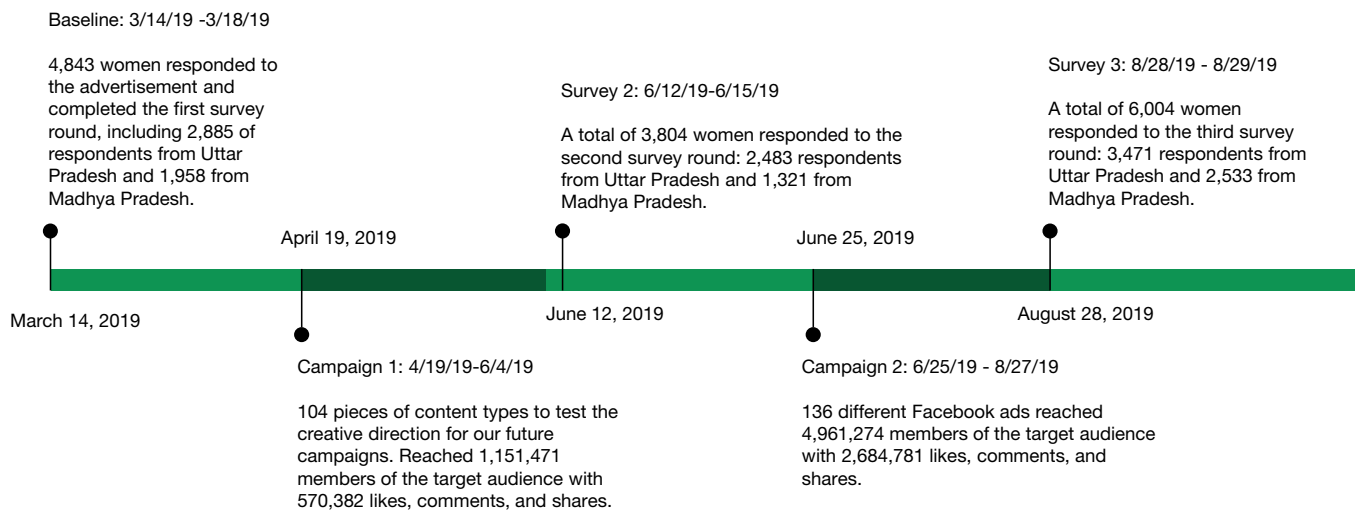 Baseline: 3/14/19 -3/18/19
4,843 women responded to
the advertisement and
completed the first survey
round, including 2,885 of
respondents from Uttar
Pradesh and 1,958 from
Madhya Pradesh.
Survey 2: 6/12/19-6/15/19
A total of 3,804 women responded to the
second survey round: 2,483 respondents
from Uttar Pradesh and 1,321 from
Madhya Pradesh.
Survey 3: 8/28/19 - 8/29/19
A total of 6,004 women
responded to the third survey
round: 3,471 respondents from
Uttar Pradesh and 2,533 from
Madhya Pradesh.
April 19, 2019
June 25, 2019
March 14, 2019
June 12, 2019
August 28, 2019
Campaign 1: 4/19/19-6/4/19
104 pieces of content types to test the
creative direction for our future
campaigns. Reached 1,151,471
members of the target audience with
570,382 likes, comments, and shares.
Campaign 2: 6/25/19 - 8/27/19
136 different Facebook ads reached
4,961,274 members of the target audience
with 2,684,781 likes, comments, and
shares.